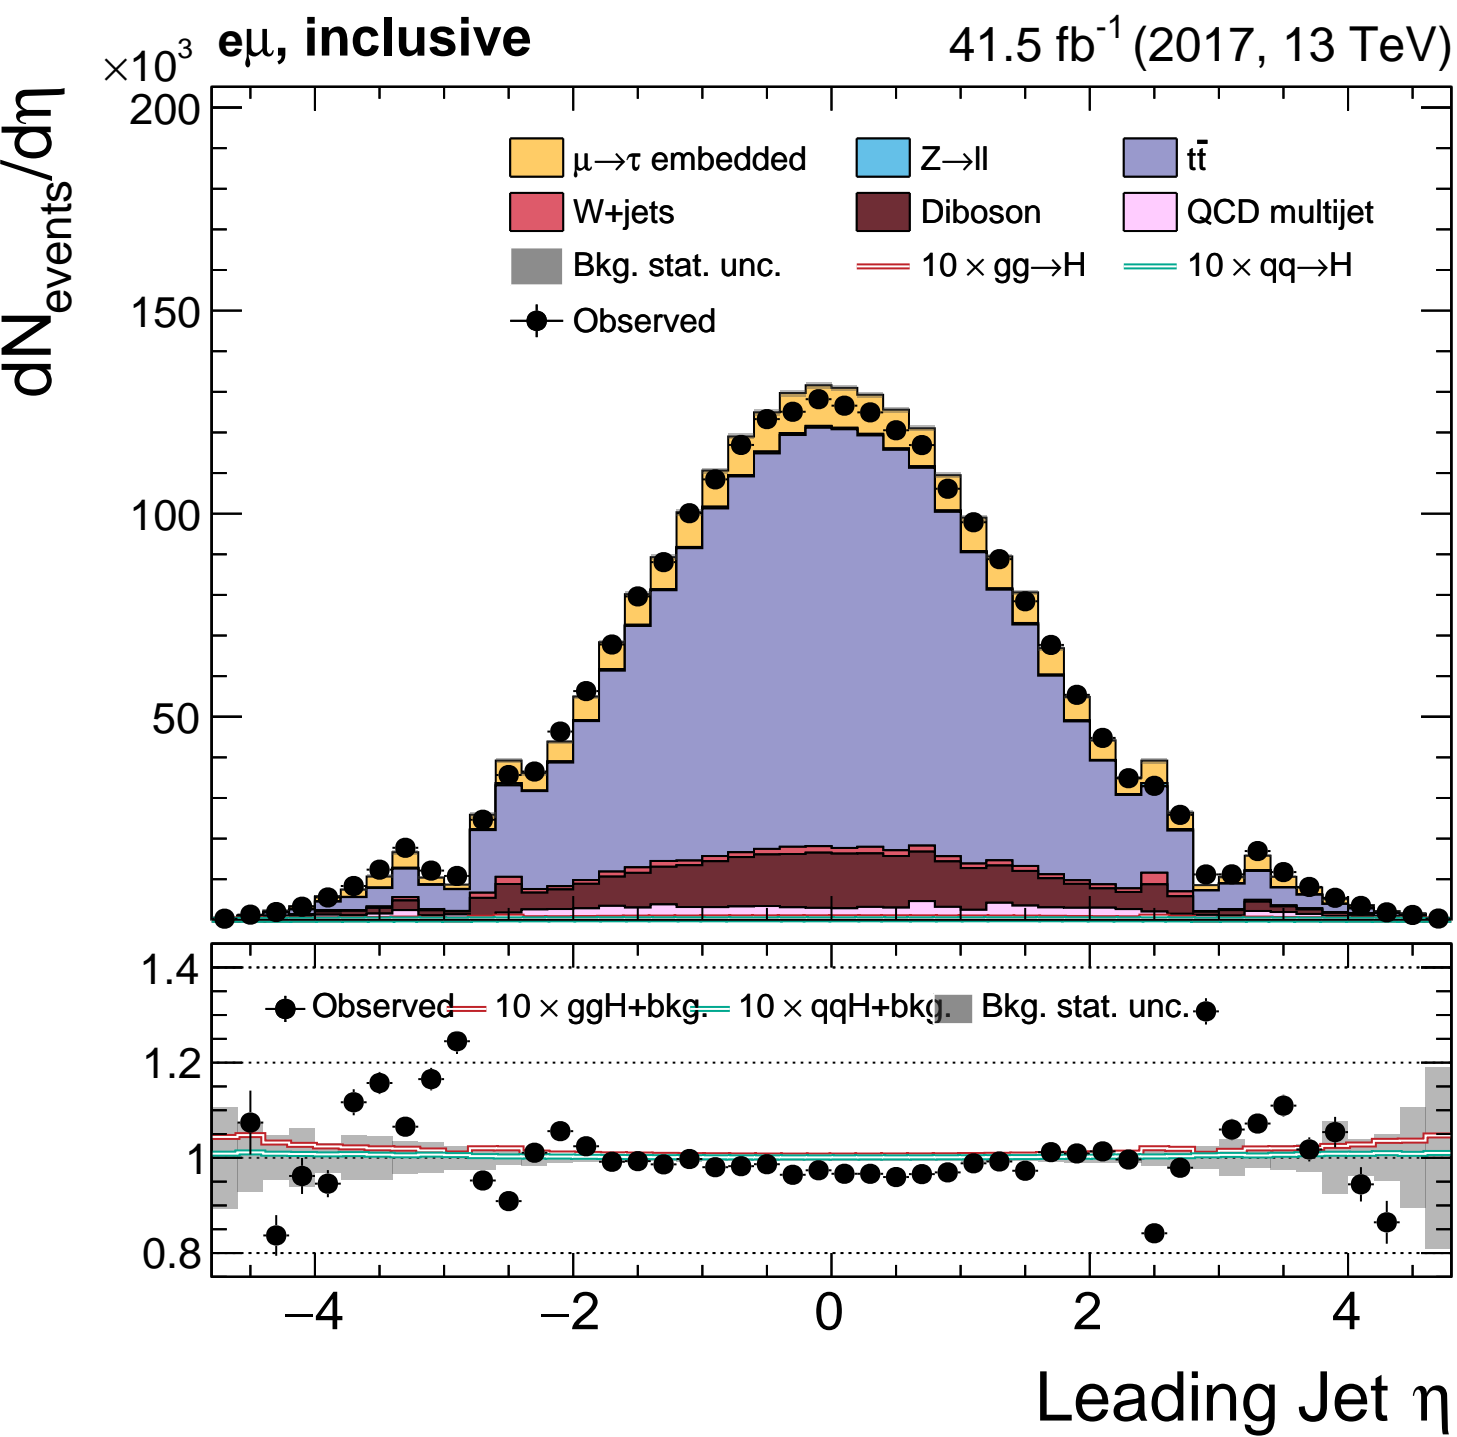 ×10³ eμ, inclusive 41.5 fb⁻¹ (2017, 13 TeV)
dN_events/dη
200
150
100
50
μ→τ embedded Z→ll tt̄
W+jets Diboson QCD multijet
Bkg. stat. unc. 10 × gg→H 10 × qq→H
Observed
1.4
1.2
1
0.8
Observed 10 × ggH+bkg. 10 × qqH+bkg. Bkg. stat. unc.
−4 −2 0 2 4
Leading Jet η